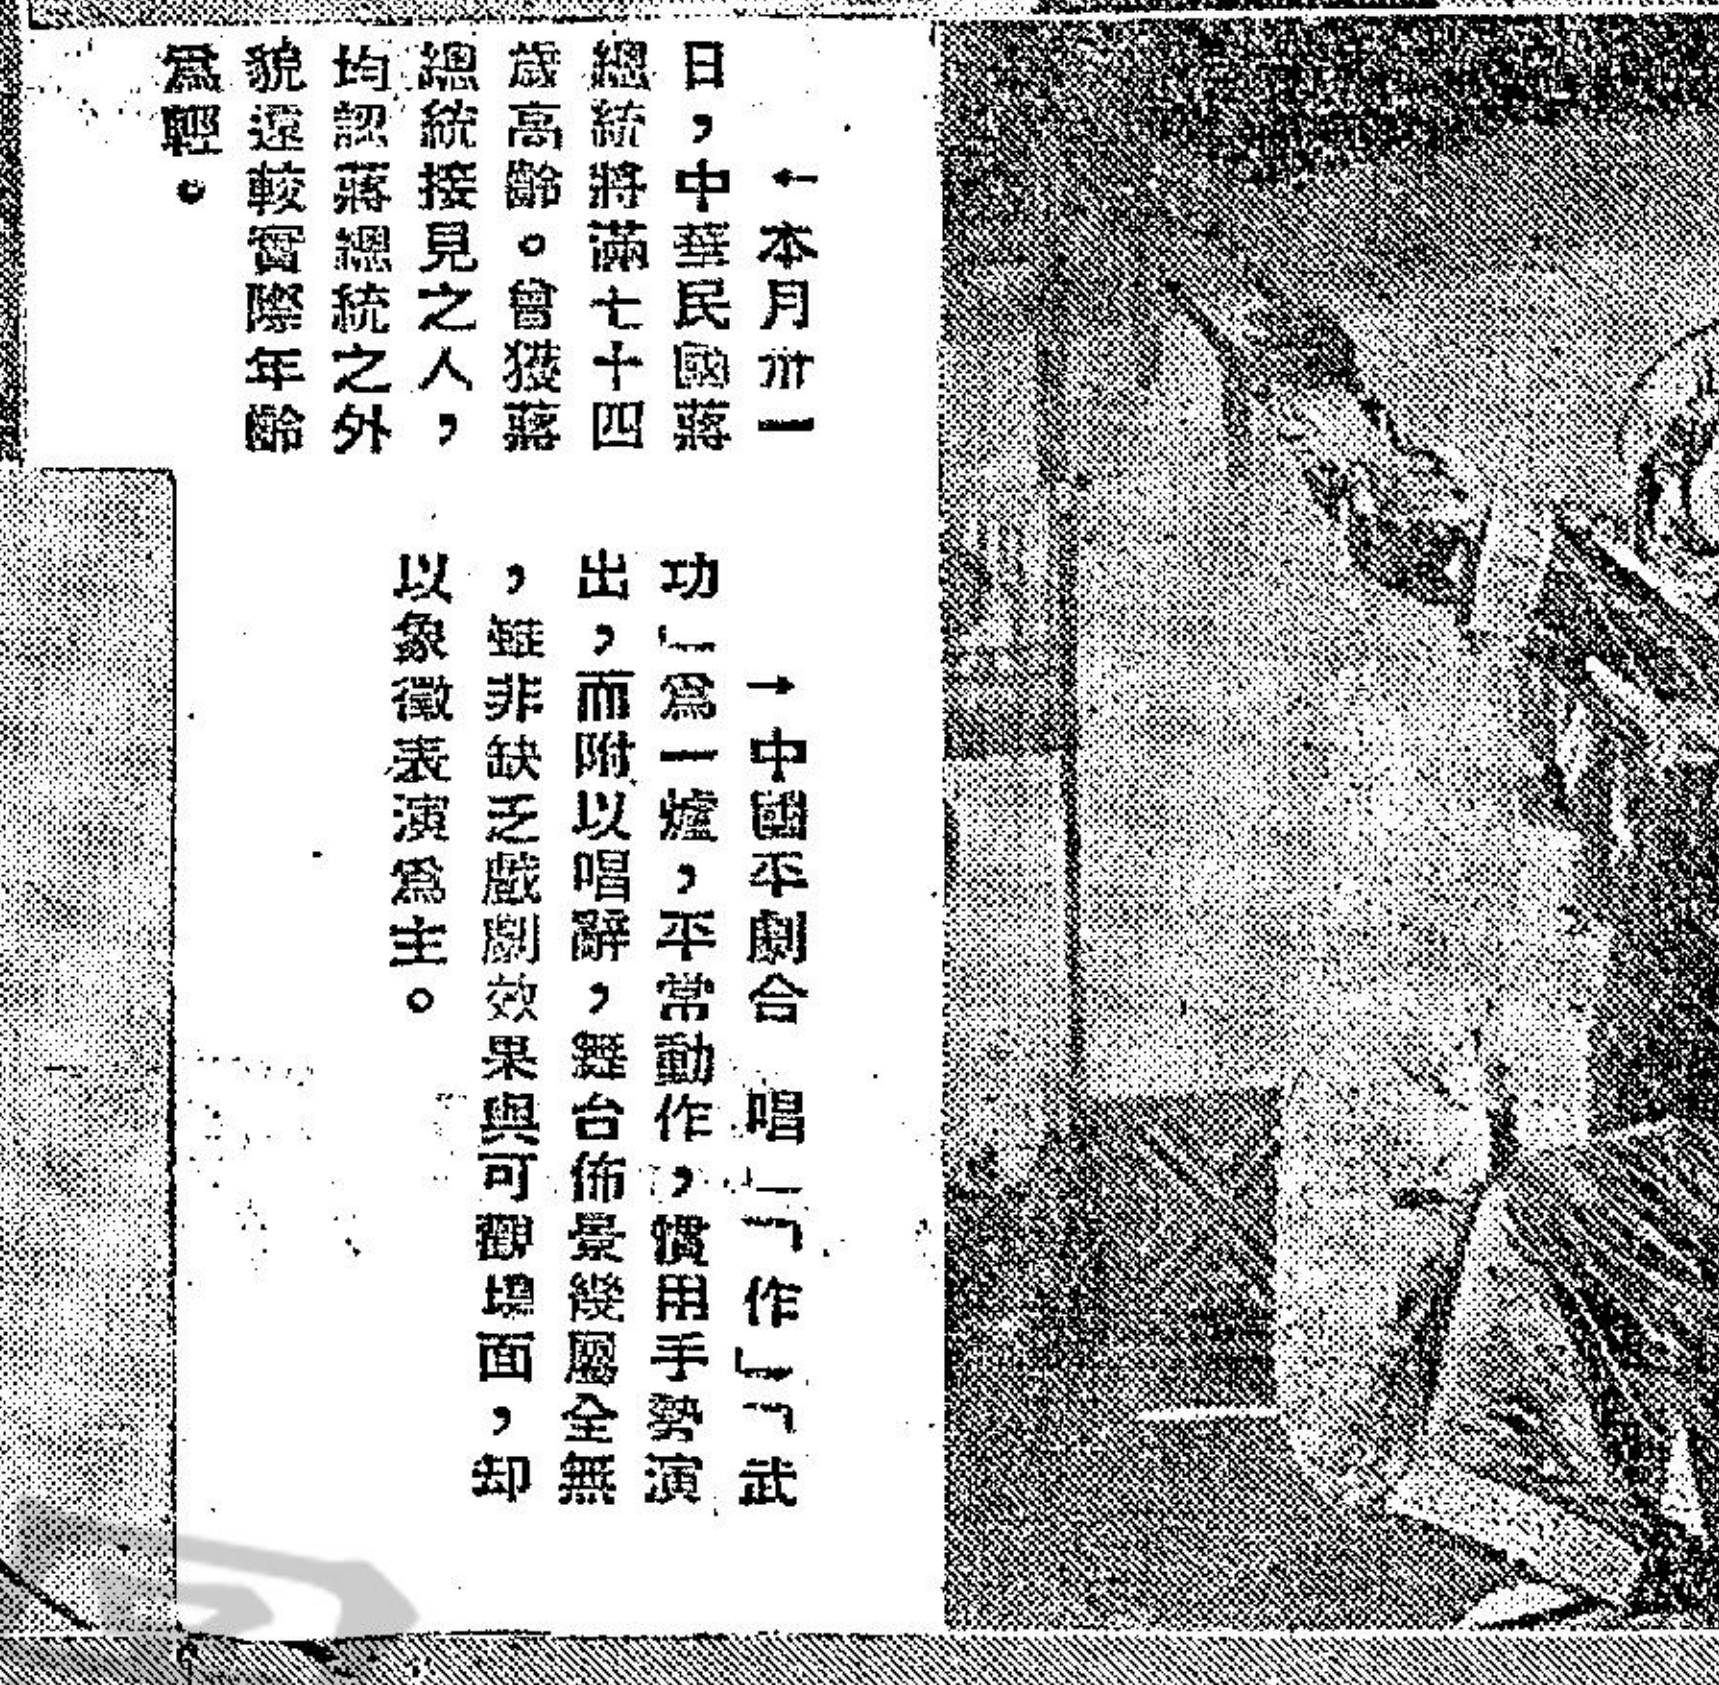 ←本月卅一
日，中華民國蔣
總統將滿七十四
歲高齡。曾獲蔣
總統接見之人，
均認蔣總統之外
貌遠較實際年齡
爲輕。
→中國平劇合 唱」「作」「武
功」爲一爐，平常動作，慣用手勢演
出，而附以唱辭，舞台佈景幾屬全無
，雖非缺乏戲劇效果與可觀場面，却
以象徵表演爲主。